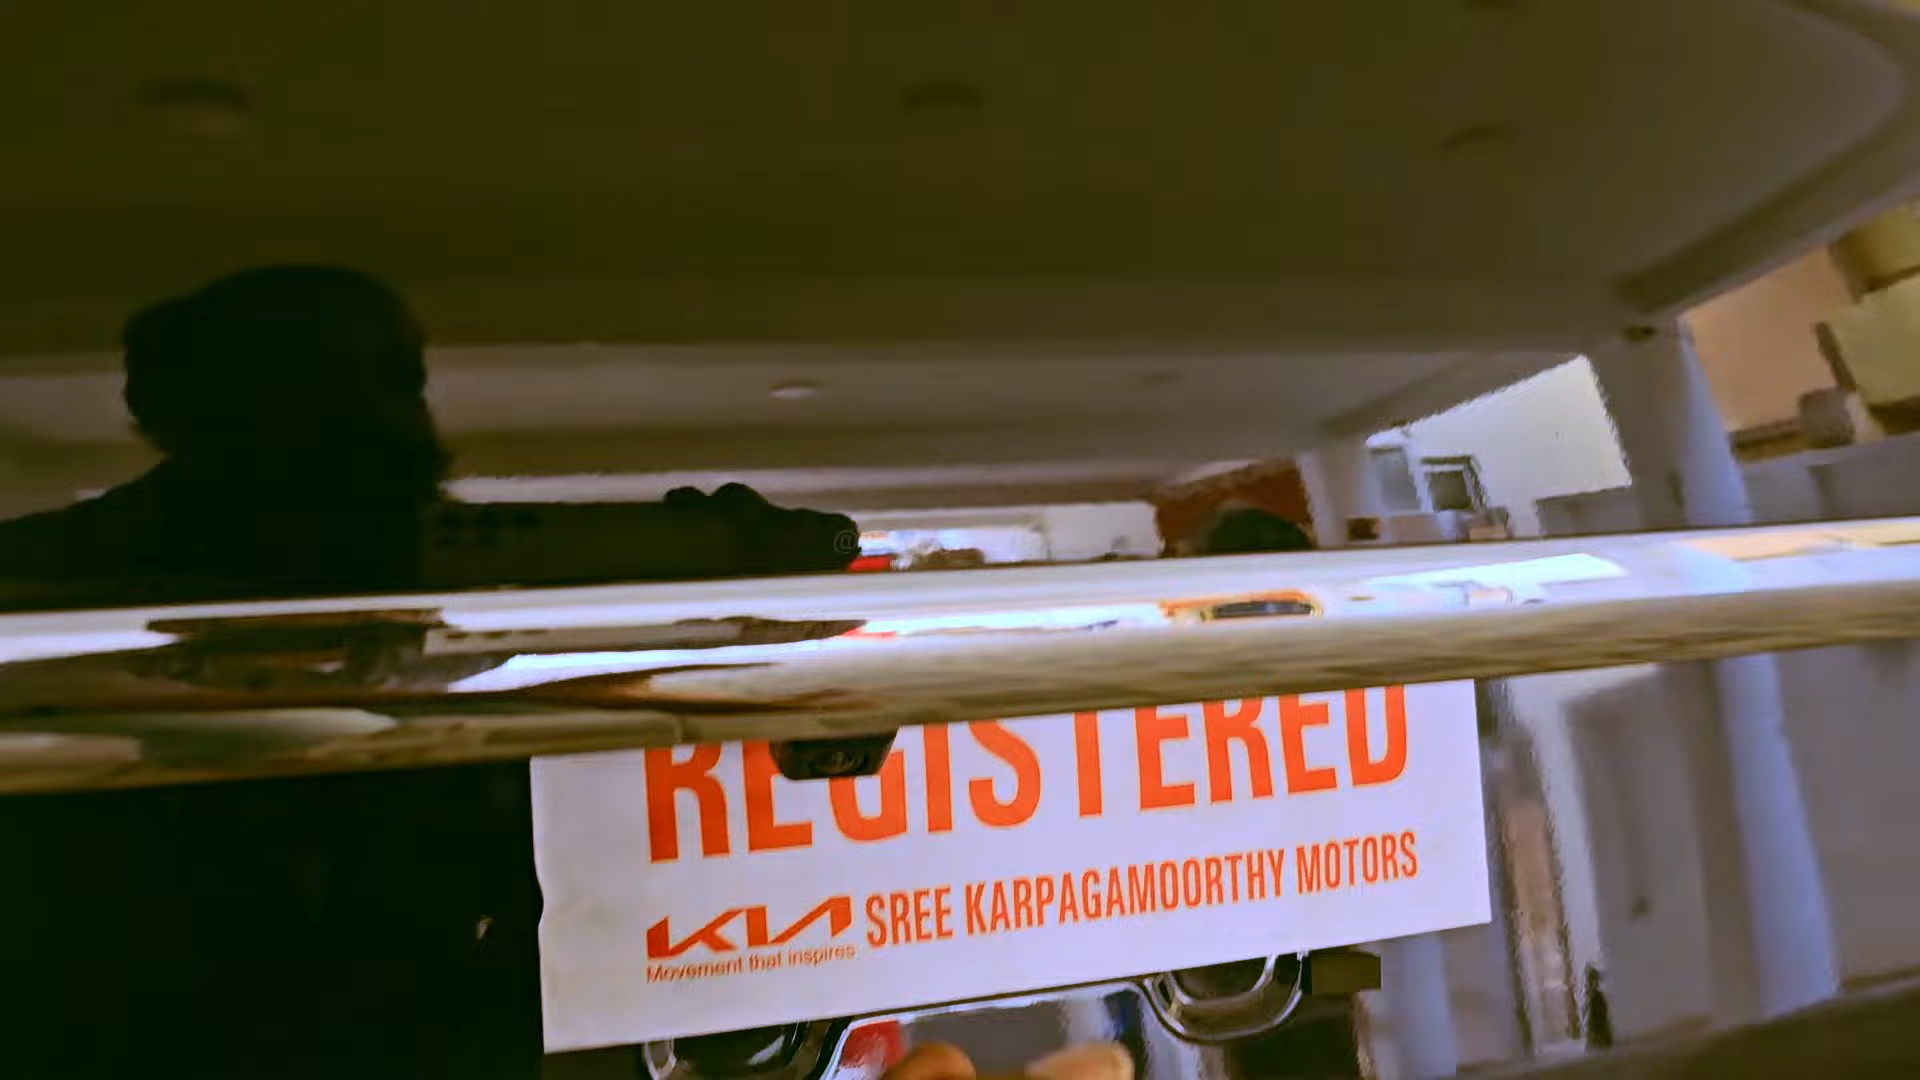 REGISTERED
KIA SREE KARPAGAMOORTHY MOTORS
Movement that inspires